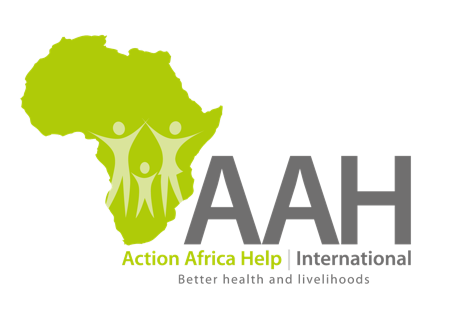 AAH
Action Africa Help | International
Better health and livelihoods